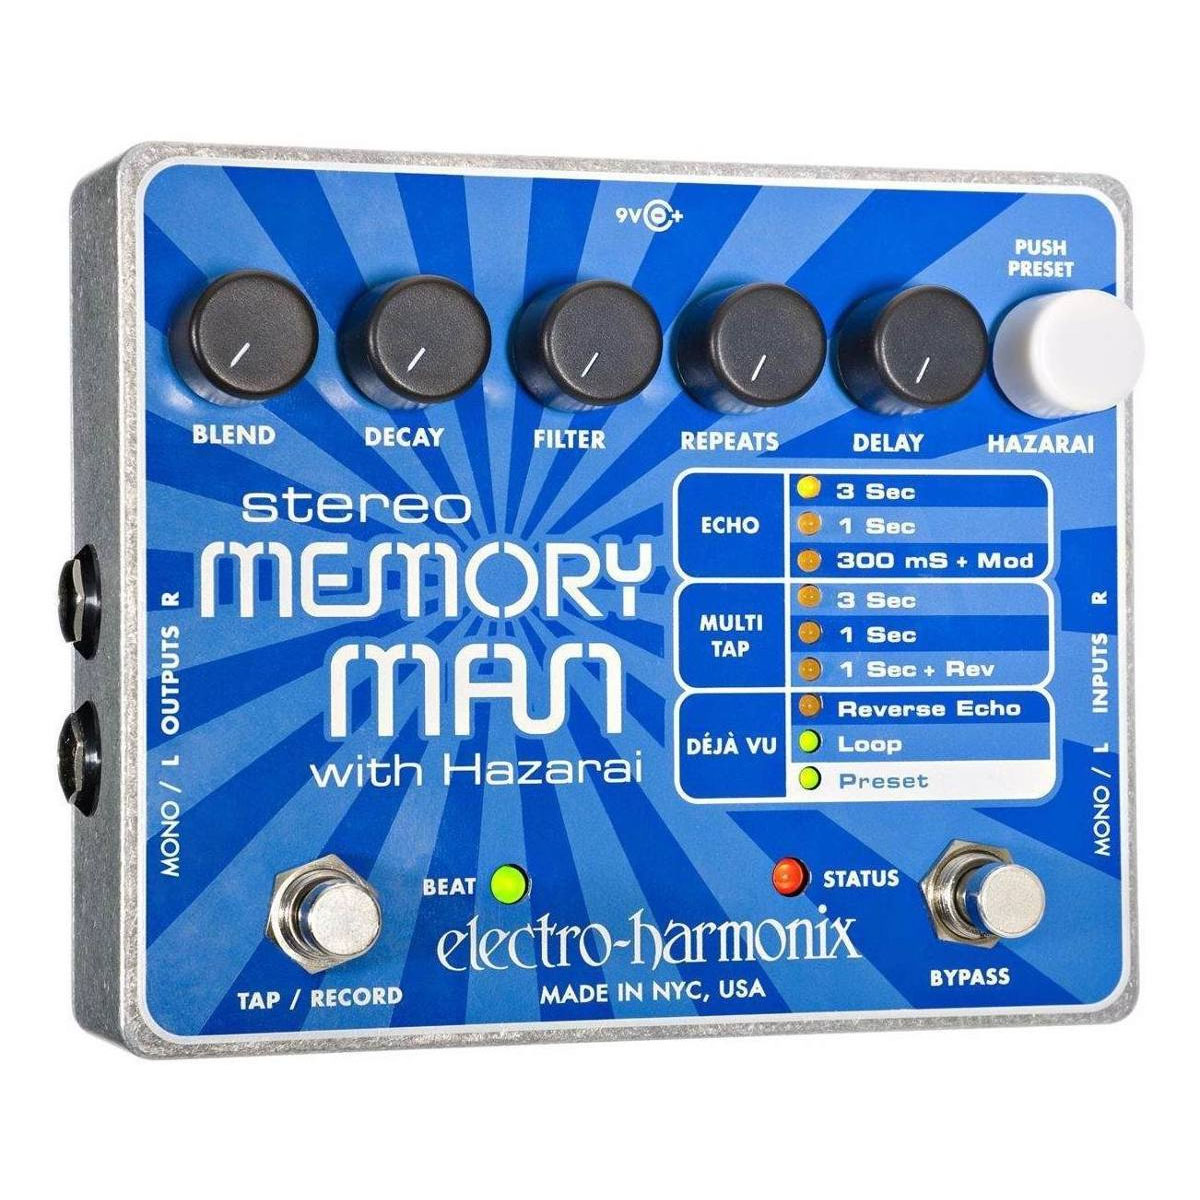 9V +
PUSH
PRESET
BLEND
DECAY
FILTER
REPEATS
DELAY
HAZARAI
stereo
MEMORY
MAN
with Hazarai
ECHO
3 Sec
1 Sec
300 mS + Mod
MULTI
TAP
3 Sec
1 Sec
1 Sec + Rev
DÉJÀ VU
Reverse Echo
Loop
Preset
MONO / L OUTPUTS R
MONO / L INPUTS R
BEAT
STATUS
electro-harmonix
MADE IN NYC, USA
TAP / RECORD
BYPASS